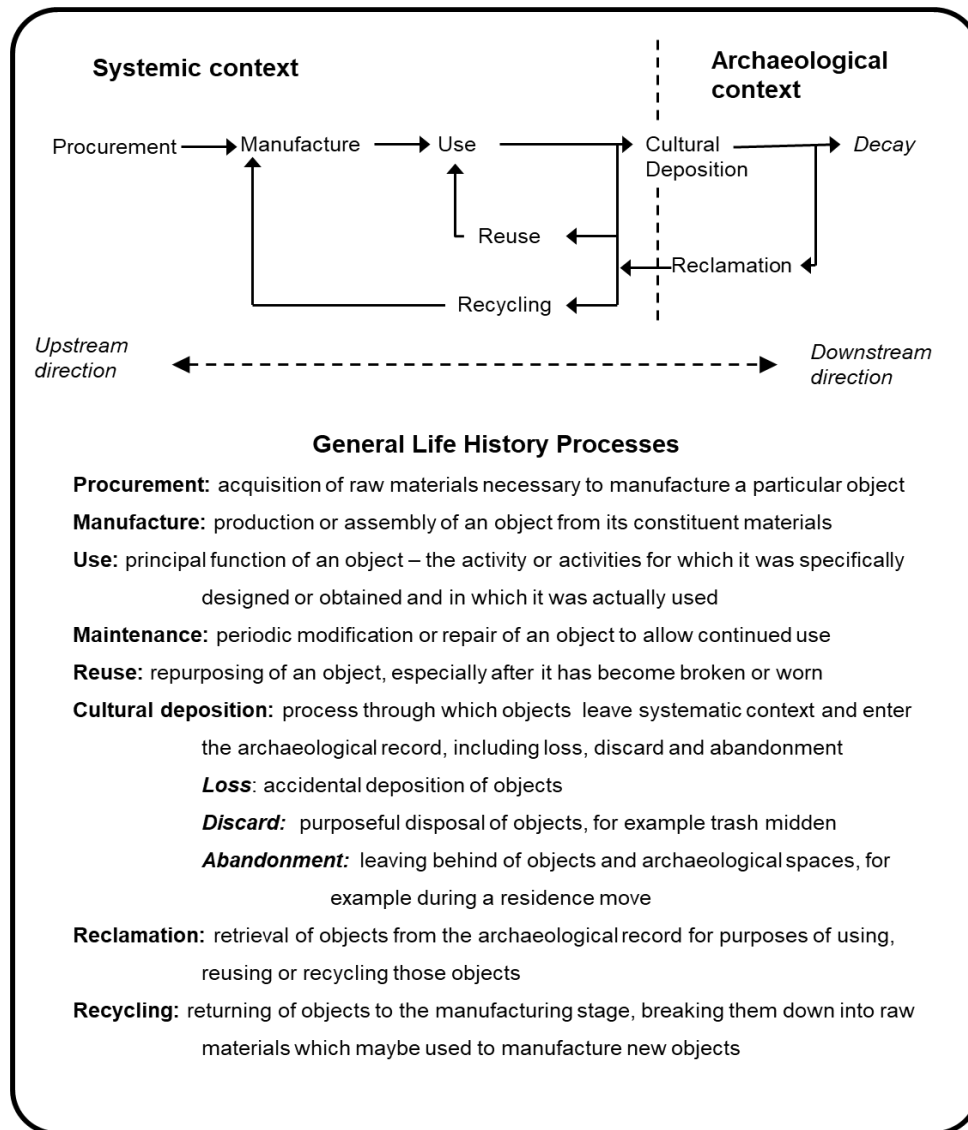 Systemic context
Archaeological
context
Procurement
Manufacture
Use
Cultural
Deposition
Decay
Reuse
Reclamation
Recycling
Upstream
direction
Downstream
direction
General Life History Processes
Procurement: acquisition of raw materials necessary to manufacture a particular object
Manufacture: production or assembly of an object from its constituent materials
Use: principal function of an object – the activity or activities for which it was specifically
designed or obtained and in which it was actually used
Maintenance: periodic modification or repair of an object to allow continued use
Reuse: repurposing of an object, especially after it has become broken or worn
Cultural deposition: process through which objects leave systematic context and enter
the archaeological record, including loss, discard and abandonment
Loss: accidental deposition of objects
Discard: purposeful disposal of objects, for example trash midden
Abandonment: leaving behind of objects and archaeological spaces, for
example during a residence move
Reclamation: retrieval of objects from the archaeological record for purposes of using,
reusing or recycling those objects
Recycling: returning of objects to the manufacturing stage, breaking them down into raw
materials which maybe used to manufacture new objects